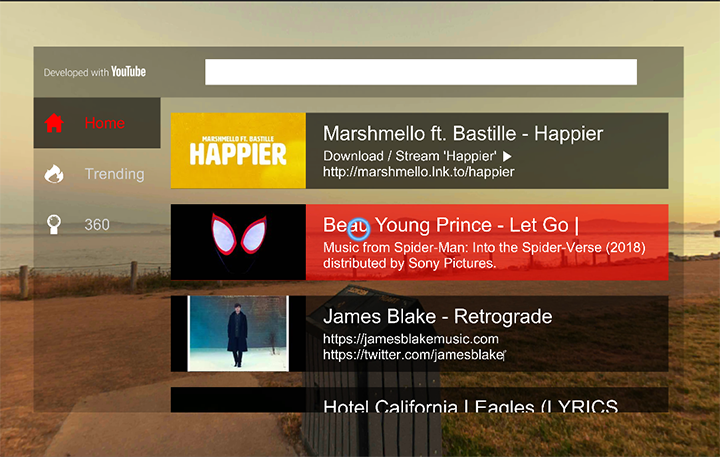 Developed with YouTube
Home
Trending
360
MARSHMELLO FT. BASTILLE
HAPPIER
Marshmello ft. Bastille - Happier
Download / Stream 'Happier' ▶
http://marshmello.lnk.to/happier
Beau Young Prince - Let Go |
Music from Spider-Man: Into the Spider-Verse (2018)
distributed by Sony Pictures.
James Blake - Retrograde
https://jamesblakemusic.com
https://twitter.com/jamesblake
Hotel California | Eagles (LYRICS